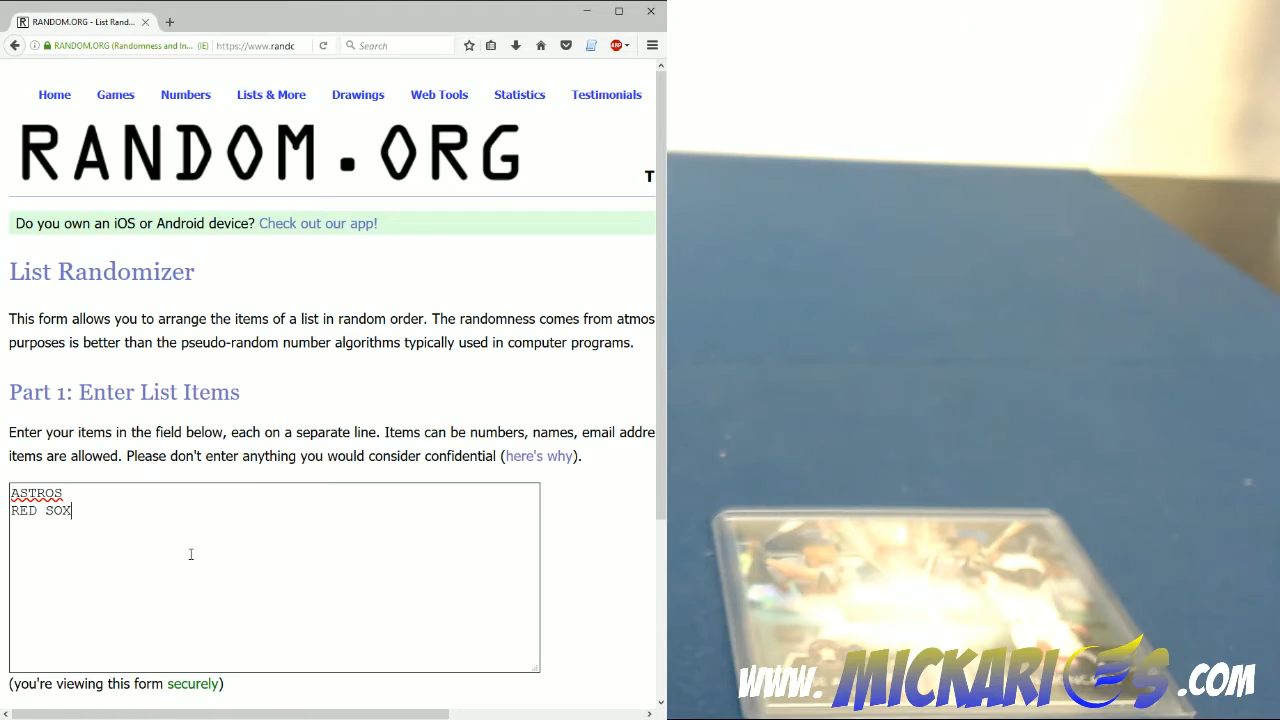 RANDOM.ORG - List Rand...
RANDOM.ORG (Randomness and In... (IE) https://www.rando Search
Home Games Numbers Lists & More Drawings Web Tools Statistics Testimonials
RANDOM.ORG
T
Do you own an iOS or Android device? Check out our app!
List Randomizer
This form allows you to arrange the items of a list in random order. The randomness comes from atmos
purposes is better than the pseudo-random number algorithms typically used in computer programs.
Part 1: Enter List Items
Enter your items in the field below, each on a separate line. Items can be numbers, names, email addre
items are allowed. Please don't enter anything you would consider confidential (here's why).
ASTROS
RED SOX
(you're viewing this form securely)
www.MICKARIOS.COM